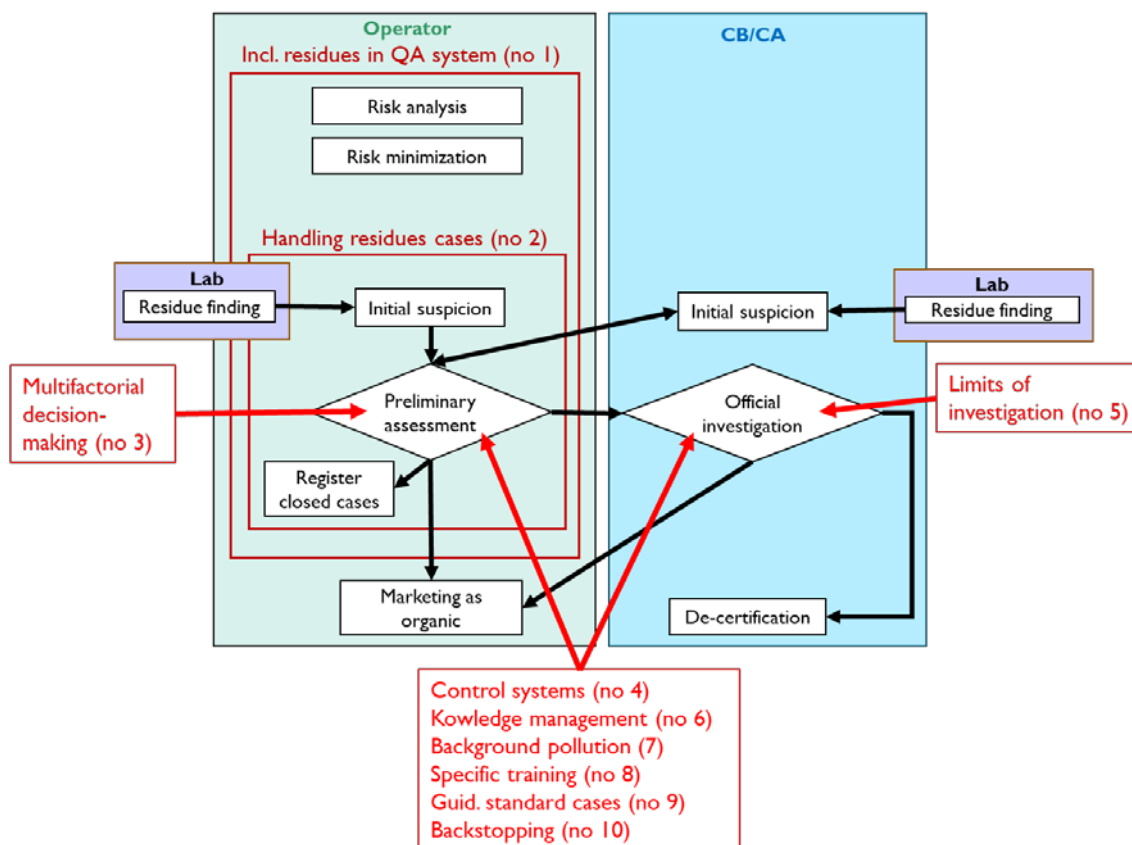 Operator
CB/CA
Incl. residues in QA system (no 1)
Risk analysis
Risk minimization
Handling residues cases (no 2)
Lab
Residue finding
Initial suspicion
Initial suspicion
Lab
Residue finding
Multifactorial
decision-
making (no 3)
Preliminary
assessment
Official
investigation
Limits of
investigation (no 5)
Register
closed cases
Marketing as
organic
De-certification
Control systems (no 4)
Kowledge management (no 6)
Background pollution (7)
Specific training (no 8)
Guid. standard cases (no 9)
Backstopping (no 10)